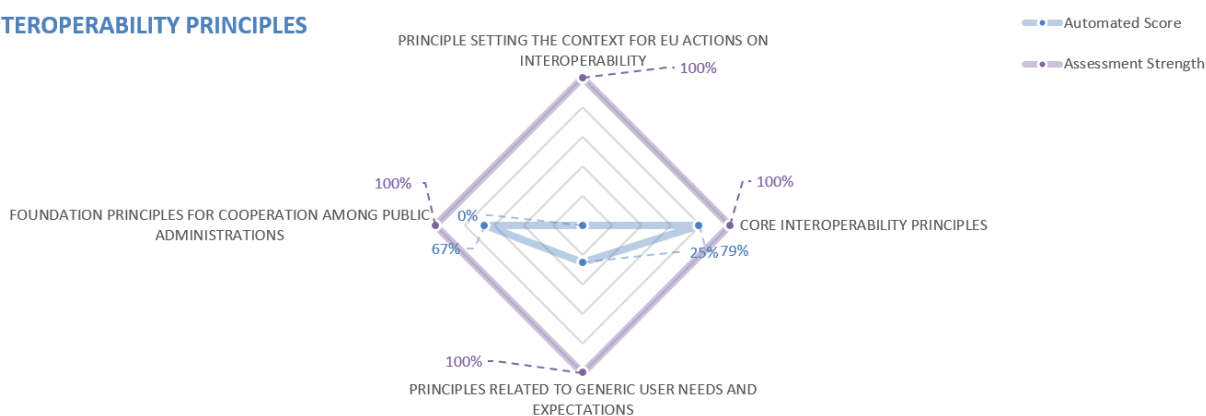 TEROPERABILITY PRINCIPLES
Automated Score
Assessment Strength
PRINCIPLE SETTING THE CONTEXT FOR EU ACTIONS ON
INTEROPERABILITY
100%
100%
100%
FOUNDATION PRINCIPLES FOR COOPERATION AMONG PUBLIC
ADMINISTRATIONS
0%
CORE INTEROPERABILITY PRINCIPLES
67%
25%
79%
100%
PRINCIPLES RELATED TO GENERIC USER NEEDS AND
EXPECTATIONS